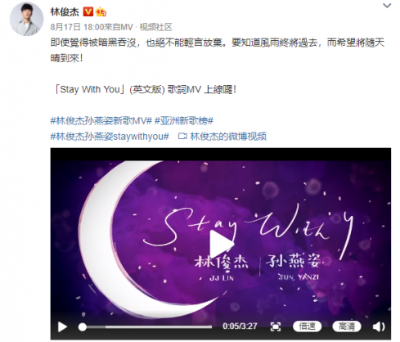 林俊杰
8月17日 18:00来自MV · 视频社区
即使覺得被暗黑吞沒，也絕不能輕言放棄。要知道風雨終將過去，而希望將隨天
晴到來！
「Stay With You」(英文版) 歌詞MV 上線囉！
#林俊杰孙燕姿新歌MV# #亚洲新歌榜#
#林俊杰孙燕姿staywithyou# 林俊杰的微博视频
Stay With Y
林俊杰 | 孙燕姿
JJ LIN | SUN, YANZI
0:05/3:27 倍速 高清